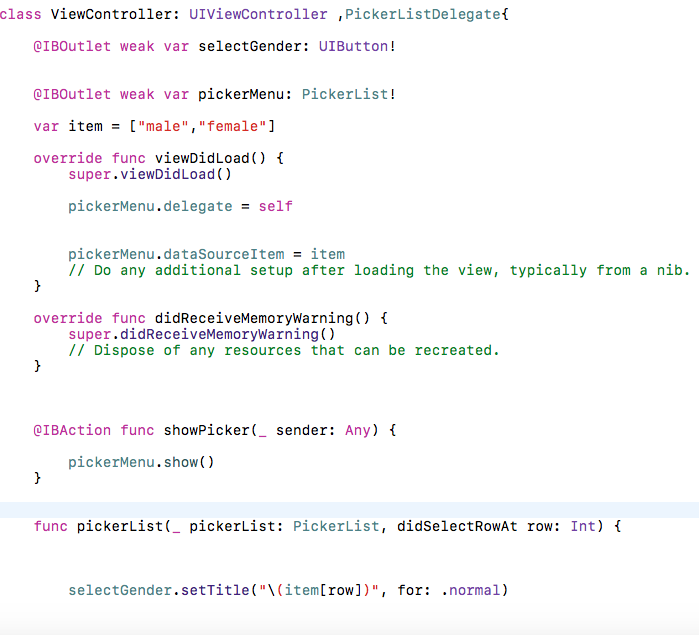 class ViewController: UIViewController ,PickerListDelegate{
@IBOutlet weak var selectGender: UIButton!
@IBOutlet weak var pickerMenu: PickerList!
var item = ["male","female"]
override func viewDidLoad() {
super.viewDidLoad()
pickerMenu.delegate = self
pickerMenu.dataSourceItem = item
// Do any additional setup after loading the view, typically from a nib.
}
override func didReceiveMemoryWarning() {
super.didReceiveMemoryWarning()
// Dispose of any resources that can be recreated.
}
@IBAction func showPicker(_ sender: Any) {
pickerMenu.show()
}
func pickerList(_ pickerList: PickerList, didSelectRowAt row: Int) {
selectGender.setTitle("\(item[row])", for: .normal)